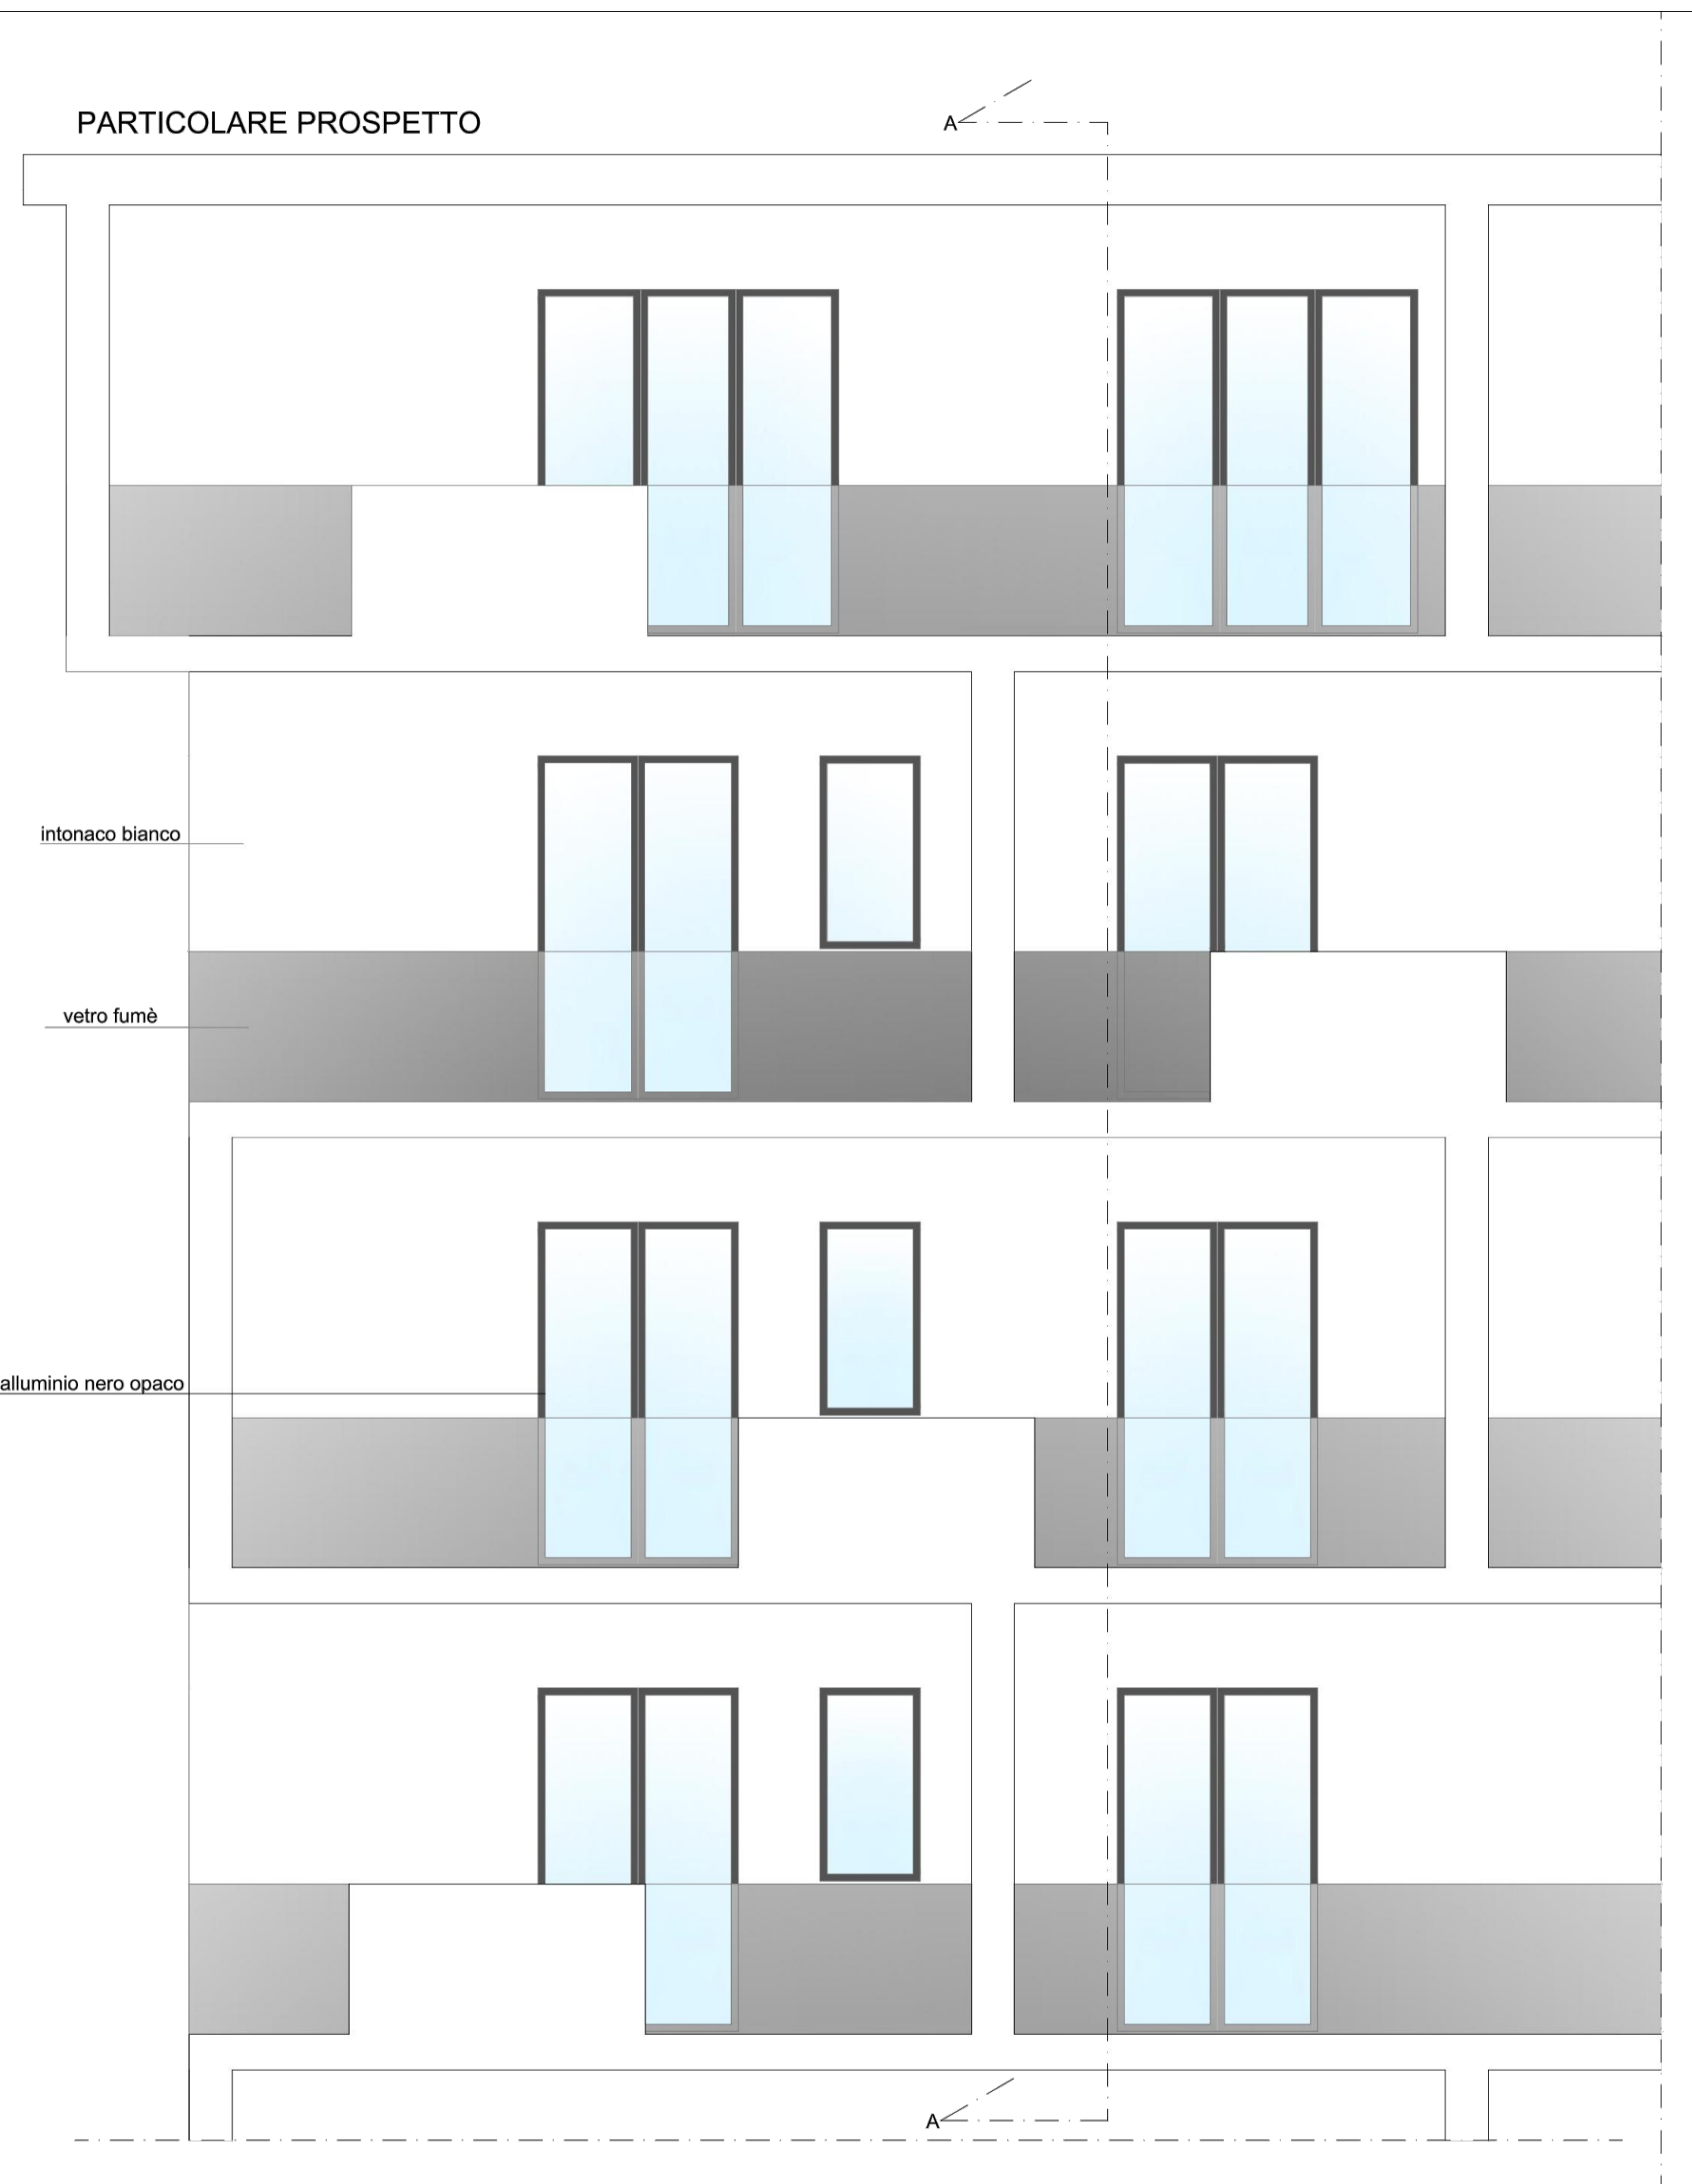 PARTICOLARE PROSPETTO
A
intonaco bianco
vetro fumè
alluminio nero opaco
A